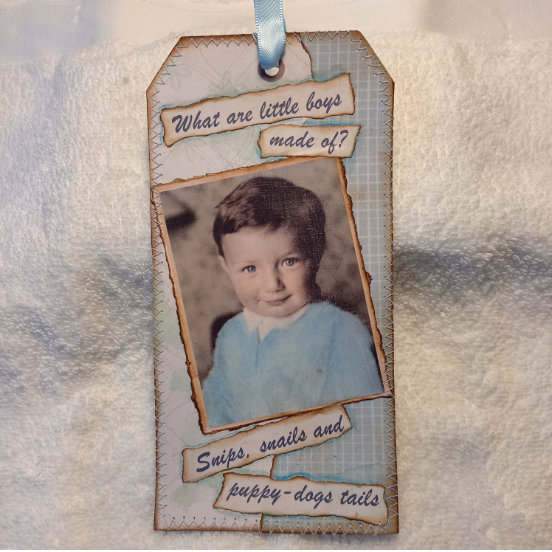 What are little boys
made of?
Snips, snails and
puppy-dogs tails